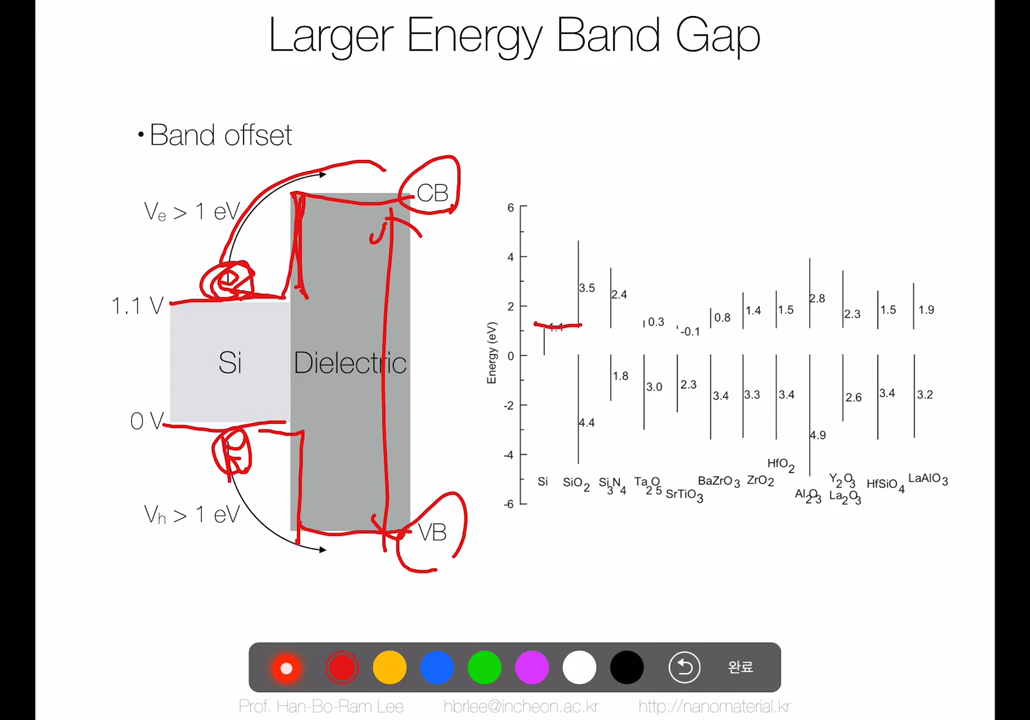 Larger Energy Band Gap
• Band offset
CB
Vₑ > 1 eV
1.1 V
Si
Dielectric
0 V
Vₕ > 1 eV
VB
Energy (eV)
6
4
2
0
-2
-4
-6
3.5
2.4
0.3
-0.1
0.8
1.4
1.5
2.8
2.3
1.5
1.9
4.4
1.8
3.0
2.3
3.4
3.3
3.4
4.9
2.6
3.4
3.2
Si
SiO₂
Si₃N₄
Ta₂O₅
SrTiO₃
BaZrO₃
ZrO₂
HfO₂
Al₂O₃
Y₂O₃
La₂O₃
HfSiO₄
LaAlO₃
완료
Prof. Han-Bo-Ram Lee hbrlee@incheon.ac.kr http://nanomaterial.kr